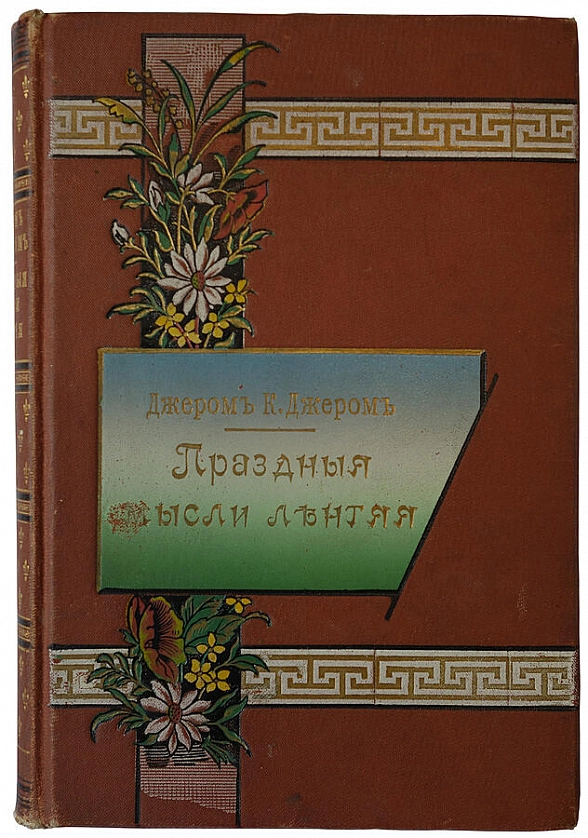 Джеромъ К. Джеромъ
Праздныя
мысли лѣнтяя